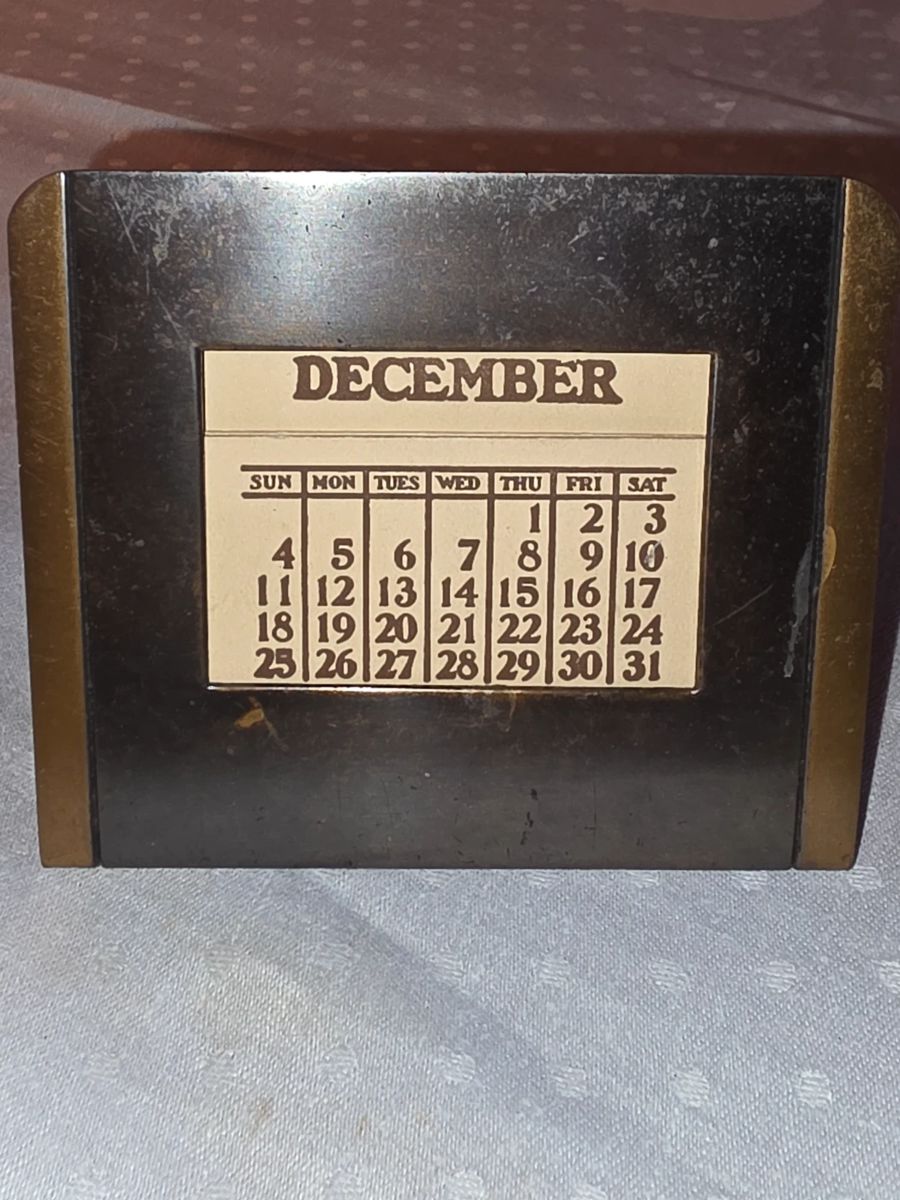 DECEMBER
SUN MON TUES WED THU FRI SAT
1 2 3
4 5 6 7 8 9 10
11 12 13 14 15 16 17
18 19 20 21 22 23 24
25 26 27 28 29 30 31